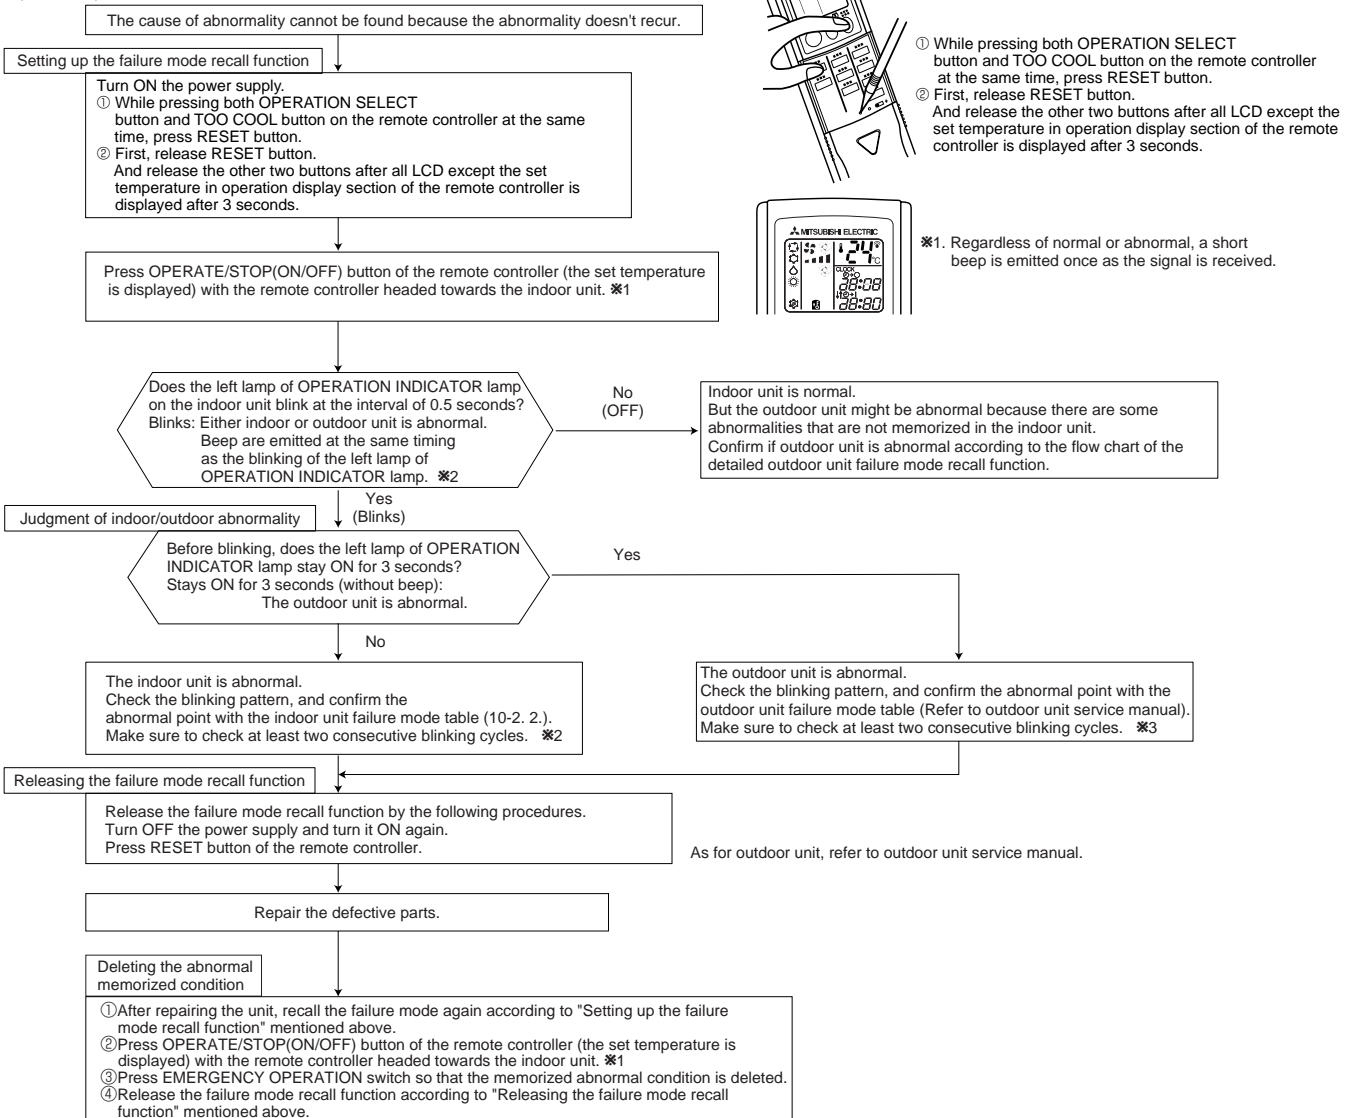 The cause of abnormality cannot be found because the abnormality doesn't recur.
Setting up the failure mode recall function
Turn ON the power supply.
① While pressing both OPERATION SELECT
button and TOO COOL button on the remote controller at the same
time, press RESET button.
② First, release RESET button.
And release the other two buttons after all LCD except the set
temperature in operation display section of the remote controller is
displayed after 3 seconds.
① While pressing both OPERATION SELECT
button and TOO COOL button on the remote controller
at the same time, press RESET button.
② First, release RESET button.
And release the other two buttons after all LCD except the
set temperature in operation display section of the remote
controller is displayed after 3 seconds.
MITSUBISHI ELECTRIC
24°C
CLOCK
88:08
88:80
※1. Regardless of normal or abnormal, a short
beep is emitted once as the signal is received.
Press OPERATE/STOP(ON/OFF) button of the remote controller (the set temperature
is displayed) with the remote controller headed towards the indoor unit. ※1
Does the left lamp of OPERATION INDICATOR lamp
on the indoor unit blink at the interval of 0.5 seconds?
Blinks: Either indoor or outdoor unit is abnormal.
Beep are emitted at the same timing
as the blinking of the left lamp of
OPERATION INDICATOR lamp. ※2
No
(OFF)
Indoor unit is normal.
But the outdoor unit might be abnormal because there are some
abnormalities that are not memorized in the indoor unit.
Confirm if outdoor unit is abnormal according to the flow chart of the
detailed outdoor unit failure mode recall function.
Yes
(Blinks)
Judgment of indoor/outdoor abnormality
Before blinking, does the left lamp of OPERATION
INDICATOR lamp stay ON for 3 seconds?
Stays ON for 3 seconds (without beep):
The outdoor unit is abnormal.
Yes
No
The indoor unit is abnormal.
Check the blinking pattern, and confirm the
abnormal point with the indoor unit failure mode table (10-2. 2.).
Make sure to check at least two consecutive blinking cycles. ※2
The outdoor unit is abnormal.
Check the blinking pattern, and confirm the abnormal point with the
outdoor unit failure mode table (Refer to outdoor unit service manual).
Make sure to check at least two consecutive blinking cycles. ※3
Releasing the failure mode recall function
Release the failure mode recall function by the following procedures.
Turn OFF the power supply and turn it ON again.
Press RESET button of the remote controller.
As for outdoor unit, refer to outdoor unit service manual.
Repair the defective parts.
Deleting the abnormal
memorized condition
①After repairing the unit, recall the failure mode again according to "Setting up the failure
mode recall function" mentioned above.
②Press OPERATE/STOP(ON/OFF) button of the remote controller (the set temperature is
displayed) with the remote controller headed towards the indoor unit. ※1
③Press EMERGENCY OPERATION switch so that the memorized abnormal condition is deleted.
④Release the failure mode recall function according to "Releasing the failure mode recall
function" mentioned above.